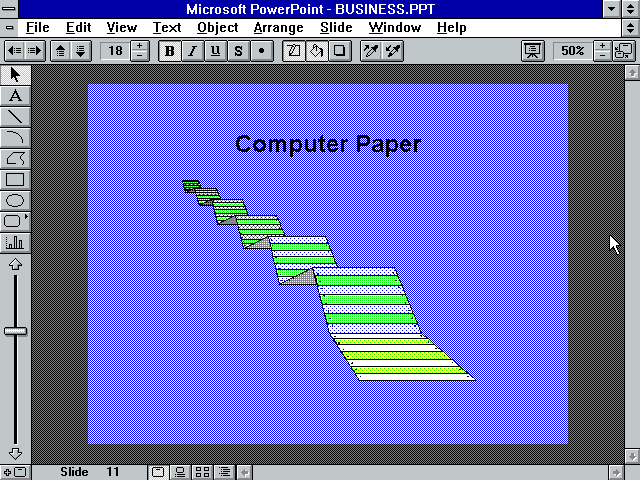 Microsoft PowerPoint - BUSINESS.PPT
File Edit View Text Object Arrange Slide Window Help
18 B I U S 50%
A
Computer Paper
Slide 11